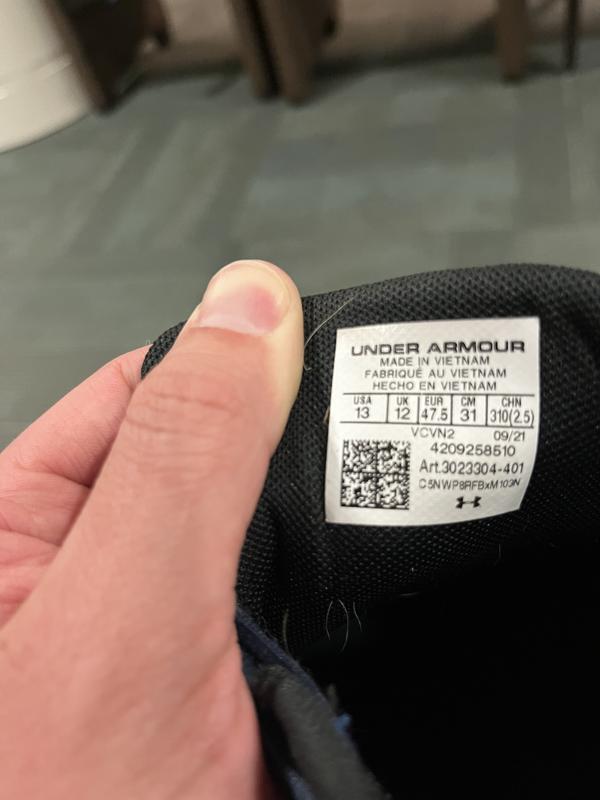 UNDER ARMOUR
MADE IN VIETNAM
FABRIQUÉ AU VIETNAM
HECHO EN VIETNAM
USA UK EUR CM CHN
13 12 47.5 31 310(2.5)
VCVN2 09/21
4209258510
Art.3023304-401
C5NWP8RFBxM103N